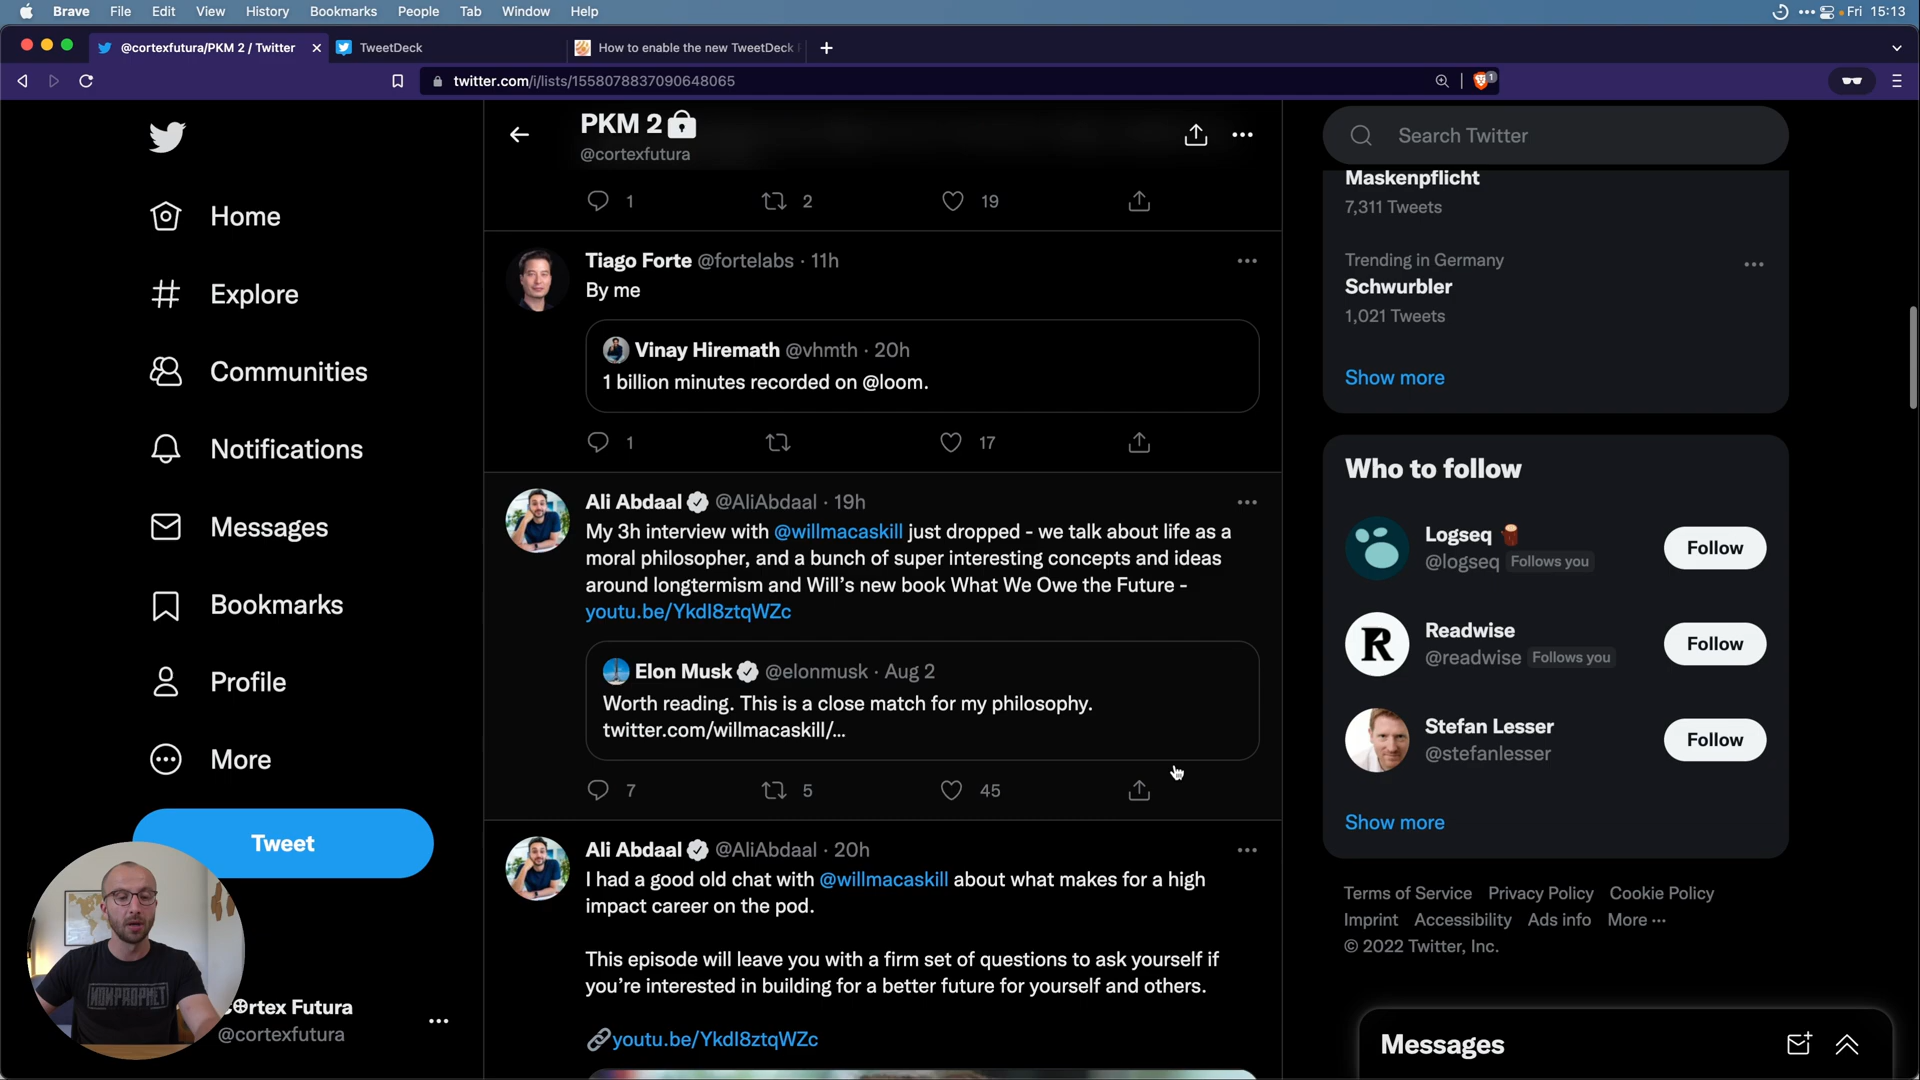 Brave File Edit View History Bookmarks People Tab Window Help
Fri 15:13
@cortexfutura/PKM 2 / Twitter
TweetDeck
How to enable the new TweetDeck
twitter.com/i/lists/1558078837090648065
1
Home
Explore
Communities
Notifications
Messages
Bookmarks
Profile
More
Tweet
Cortex Futura
@cortexfutura
PKM 2
@cortexfutura
1 2 19
Tiago Forte @fortelabs · 11h
By me
Vinay Hiremath @vhmth · 20h
1 billion minutes recorded on @loom.
1 17
Ali Abdaal @AliAbdaal · 19h
My 3h interview with @willmacaskill just dropped - we talk about life as a
moral philosopher, and a bunch of super interesting concepts and ideas
around longtermism and Will's new book What We Owe the Future -
youtu.be/YkdI8ztqWZc
Elon Musk @elonmusk · Aug 2
Worth reading. This is a close match for my philosophy.
twitter.com/willmacaskill/...
7 5 45
Ali Abdaal @AliAbdaal · 20h
I had a good old chat with @willmacaskill about what makes for a high
impact career on the pod.
This episode will leave you with a firm set of questions to ask yourself if
you're interested in building for a better future for yourself and others.
youtu.be/YkdI8ztqWZc
Search Twitter
Maskenpflicht
7,311 Tweets
Trending in Germany
Schwurbler
1,021 Tweets
Show more
Who to follow
Logseq
@logseq Follows you
Follow
Readwise
@readwise Follows you
Follow
Stefan Lesser
@stefanlesser
Follow
Show more
Terms of Service Privacy Policy Cookie Policy
Imprint Accessibility Ads info More ···
© 2022 Twitter, Inc.
Messages
NONPROPHET